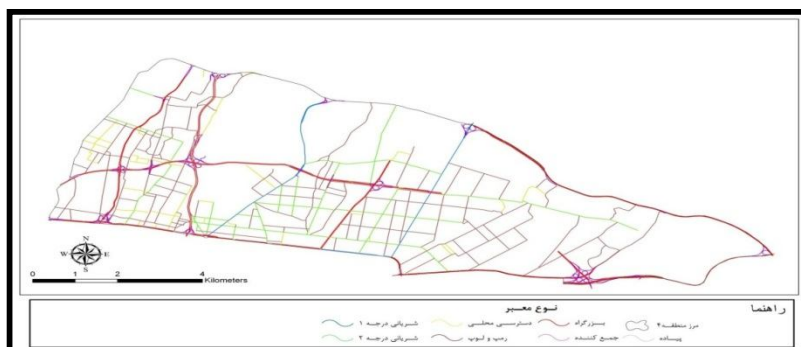 N
W E
S
0 1 2 4
Kilometers
راهنما
نوع معبر
مرز منطقه ۴ بزرگراه دسترسی محلی شریانی درجه ۱
پیاده جمع کننده رمپ و لوپ شریانی درجه ۲